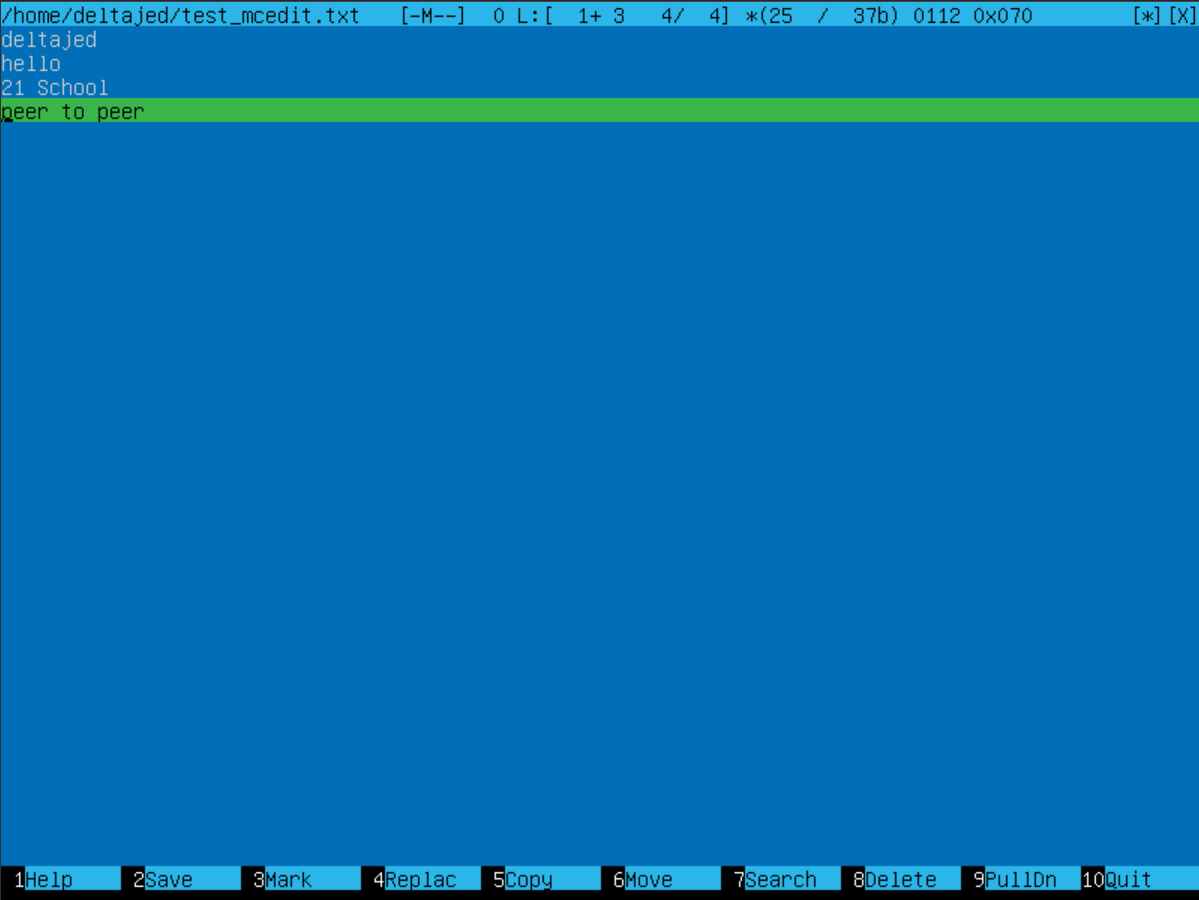 /home/deltajed/test_mcedit.txt [-M--] 0 L:[ 1+ 3 4/ 4] *(25 / 37b) 0112 0x070 [*][X]
deltajed
hello
21 School
peer to peer
1Help 2Save 3Mark 4Replac 5Copy 6Move 7Search 8Delete 9PullDn 10Quit